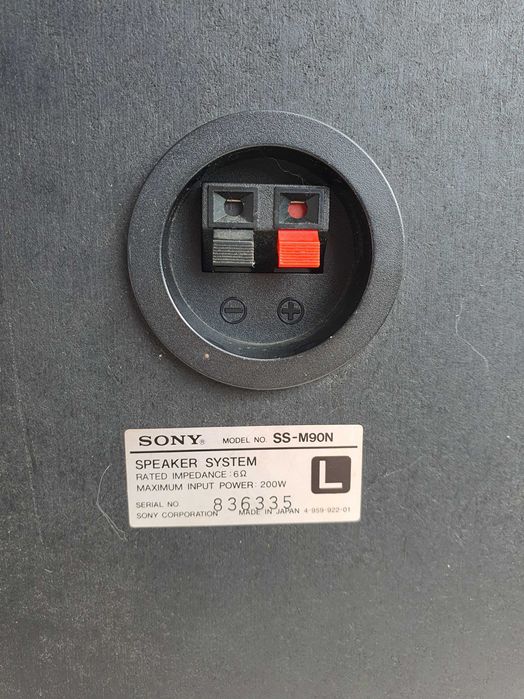 ⊖ ⊕
SONY® MODEL NO. SS-M90N
SPEAKER SYSTEM
RATED IMPEDANCE :6Ω
MAXIMUM INPUT POWER: 200W
L
SERIAL NO 836335
SONY CORPORATION MADE IN JAPAN 4-959-922-01